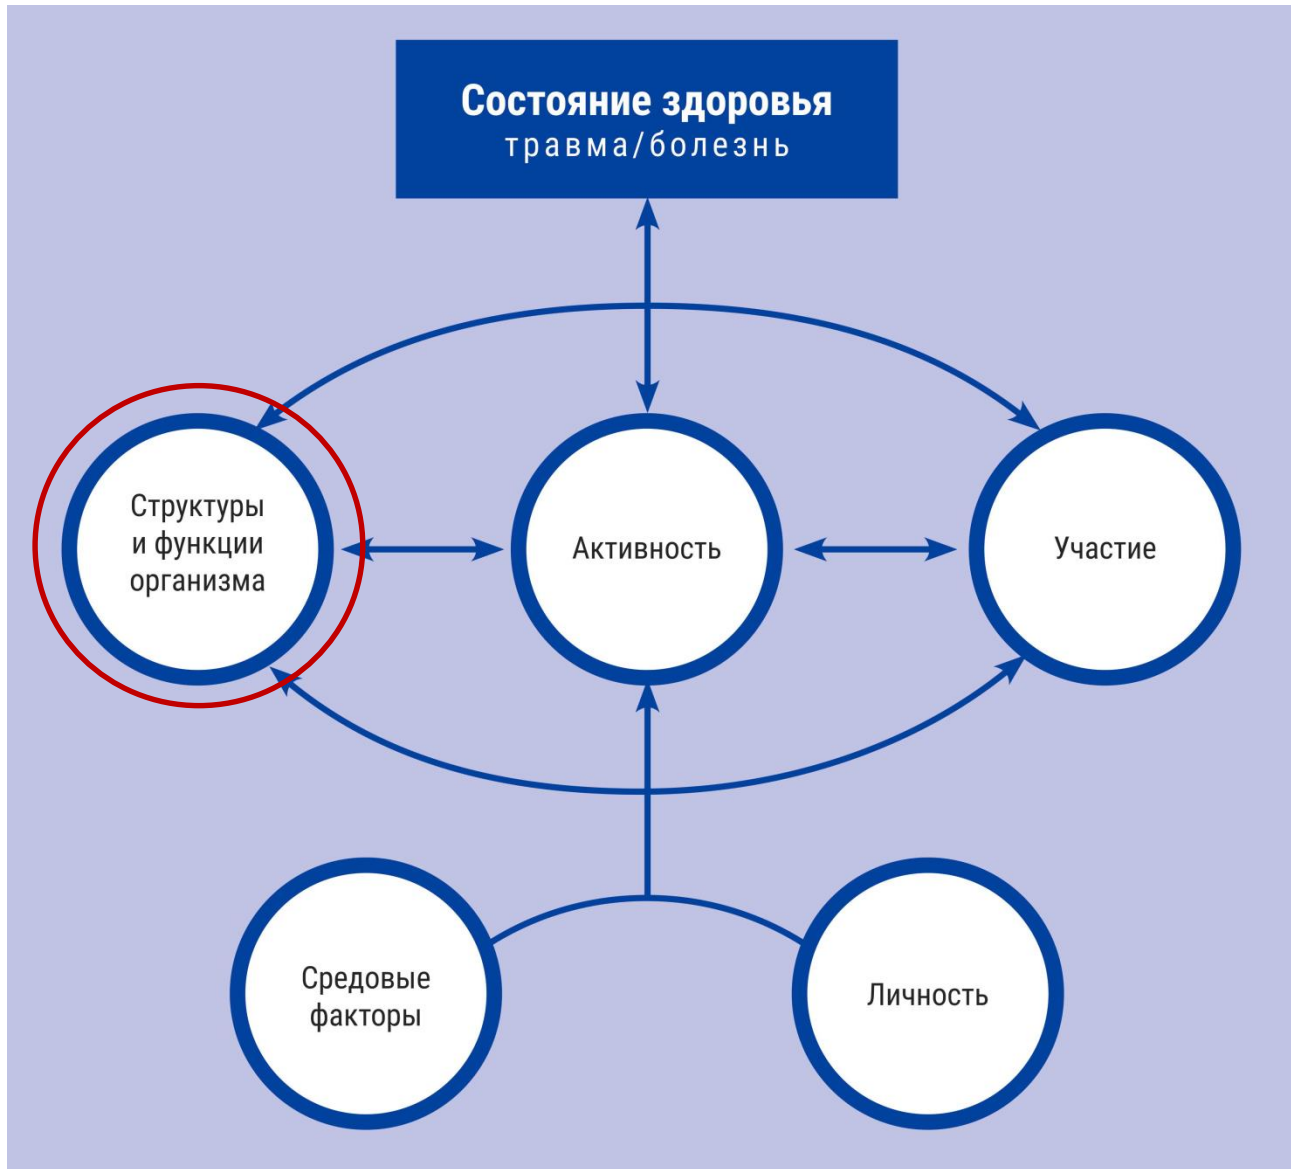 Состояние здоровья
травма/болезнь
Структуры
и функции
организма
Активность
Участие
Средовые
факторы
Личность